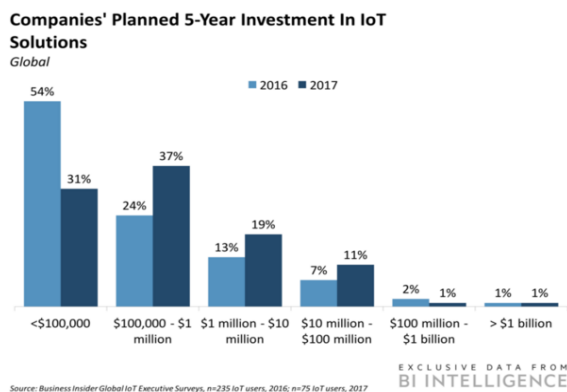 Companies' Planned 5-Year Investment In IoT
Solutions
Global
2016 2017
54%
31%
24%
37%
13%
19%
7%
11%
2%
1%
1%
1%
<$100,000
$100,000 - $1
million
$1 million - $10
million
$10 million -
$100 million
$100 million -
$1 billion
> $1 billion
Source: Business Insider Global IoT Executive Surveys, n=235 IoT users, 2016; n=75 IoT users, 2017
EXCLUSIVE DATA FROM
BI INTELLIGENCE